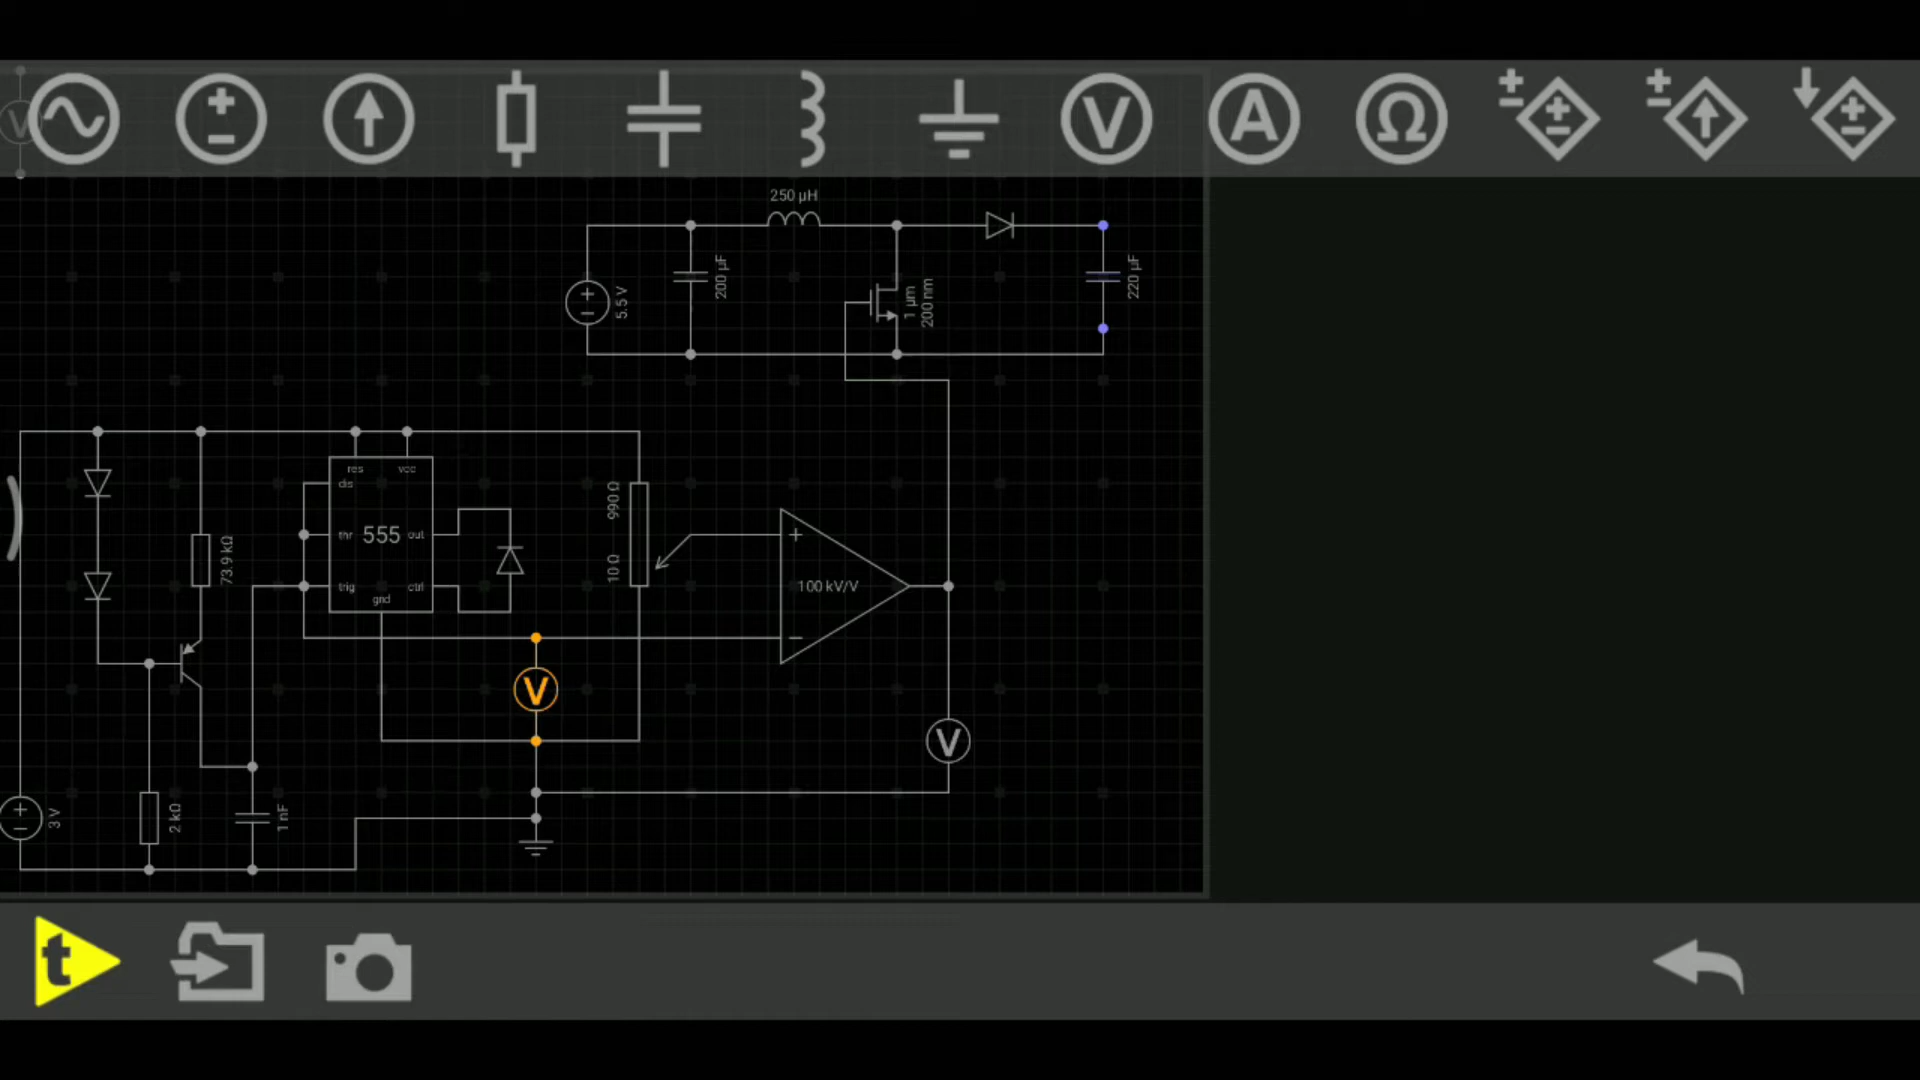 V
V A Ω
250 µH
5.5 V
200 µF
1 µm
200 nm
220 µF
res vcc
dis
thr 555 out
trig ctrl
gnd
73.9 kΩ
990 Ω
10 Ω
+
100 kV/V
−
V
V
3 V
2 kΩ
1 nF
t